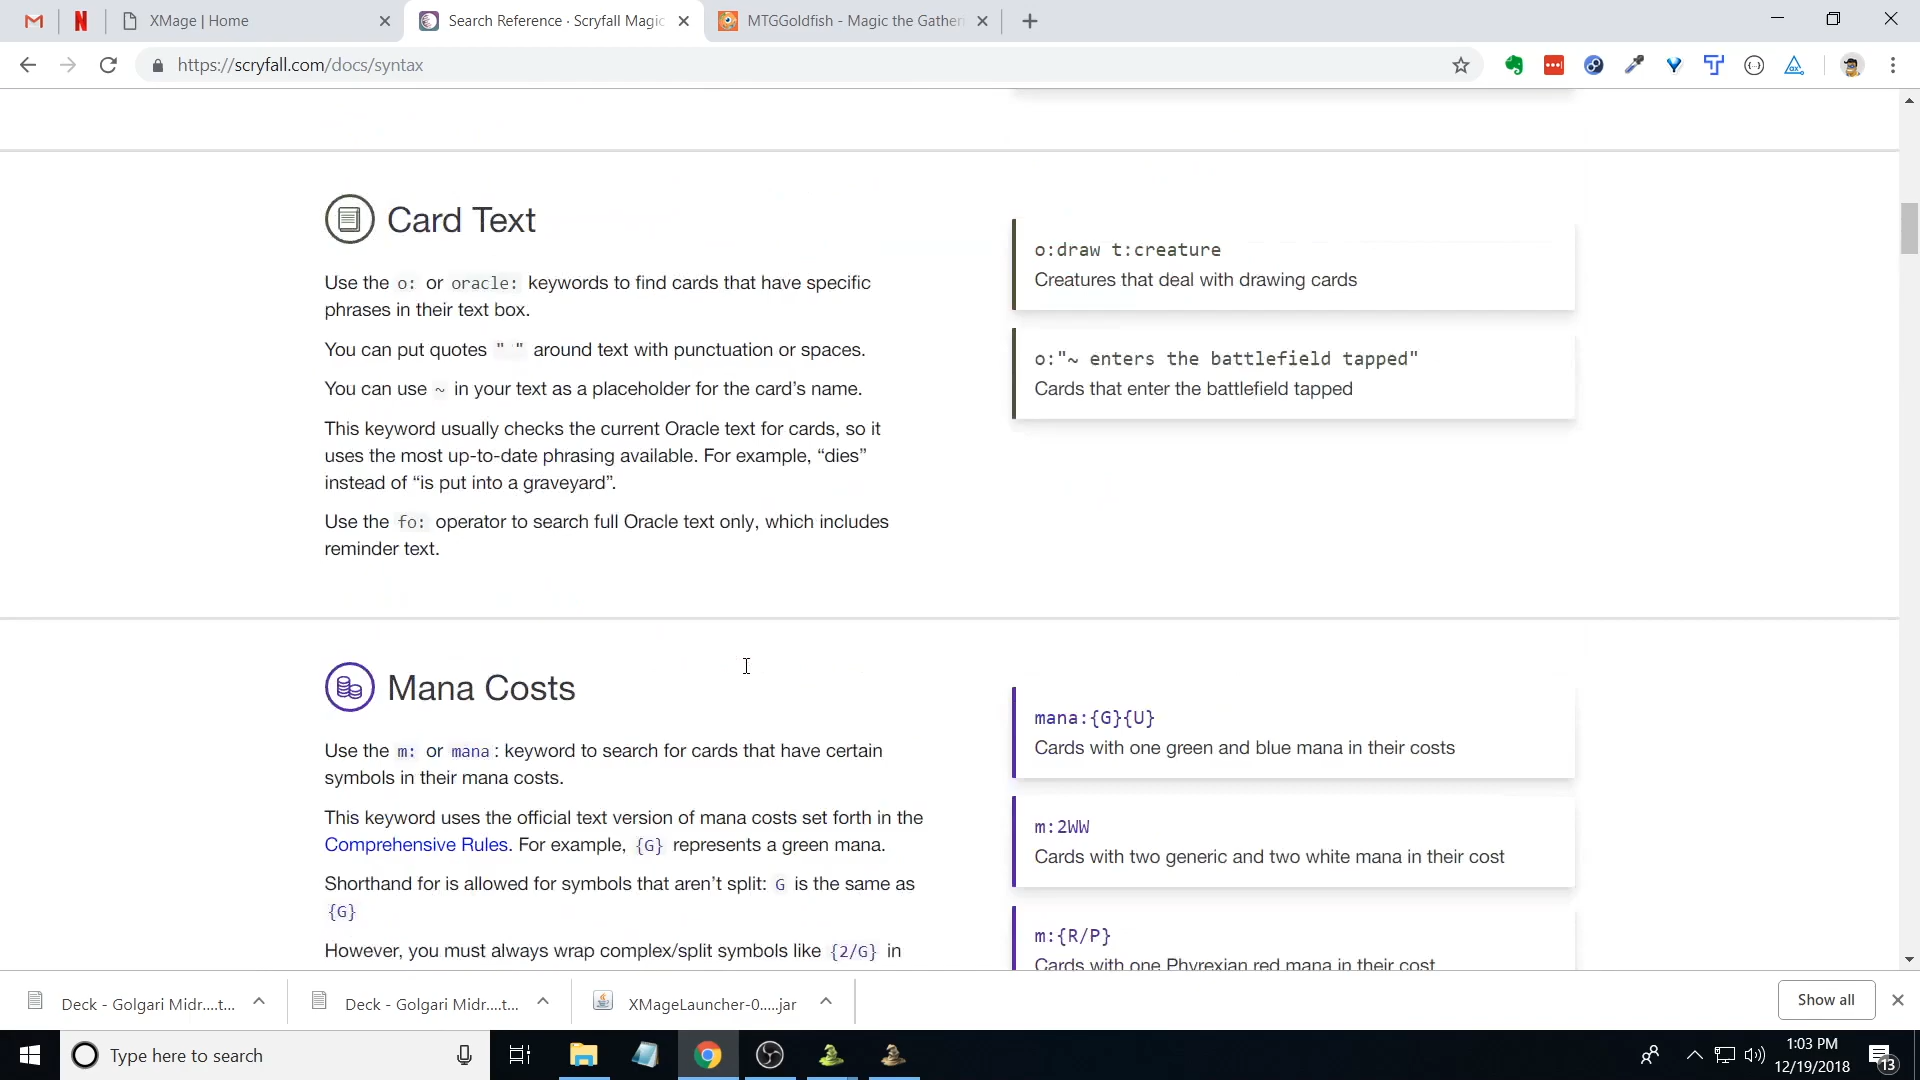 XMage | Home
Search Reference · Scryfall Magic
MTGGoldfish - Magic the Gather
https://scryfall.com/docs/syntax
Card Text
Use the o: or oracle: keywords to find cards that have specific
phrases in their text box.
You can put quotes " " around text with punctuation or spaces.
You can use ~ in your text as a placeholder for the card’s name.
This keyword usually checks the current Oracle text for cards, so it
uses the most up-to-date phrasing available. For example, “dies”
instead of “is put into a graveyard”.
Use the fo: operator to search full Oracle text only, which includes
reminder text.
o:draw t:creature
Creatures that deal with drawing cards
o:"~ enters the battlefield tapped"
Cards that enter the battlefield tapped
Mana Costs
Use the m: or mana: keyword to search for cards that have certain
symbols in their mana costs.
This keyword uses the official text version of mana costs set forth in the
Comprehensive Rules. For example, {G} represents a green mana.
Shorthand for is allowed for symbols that aren’t split: G is the same as
{G}
However, you must always wrap complex/split symbols like {2/G} in
mana:{G}{U}
Cards with one green and blue mana in their costs
m:2WW
Cards with two generic and two white mana in their cost
m:{R/P}
Cards with one Phyrexian red mana in their cost
Deck - Golgari Midr....t...
Deck - Golgari Midr....t...
XMageLauncher-0.....jar
Show all
Type here to search
1:03 PM
12/19/2018
13